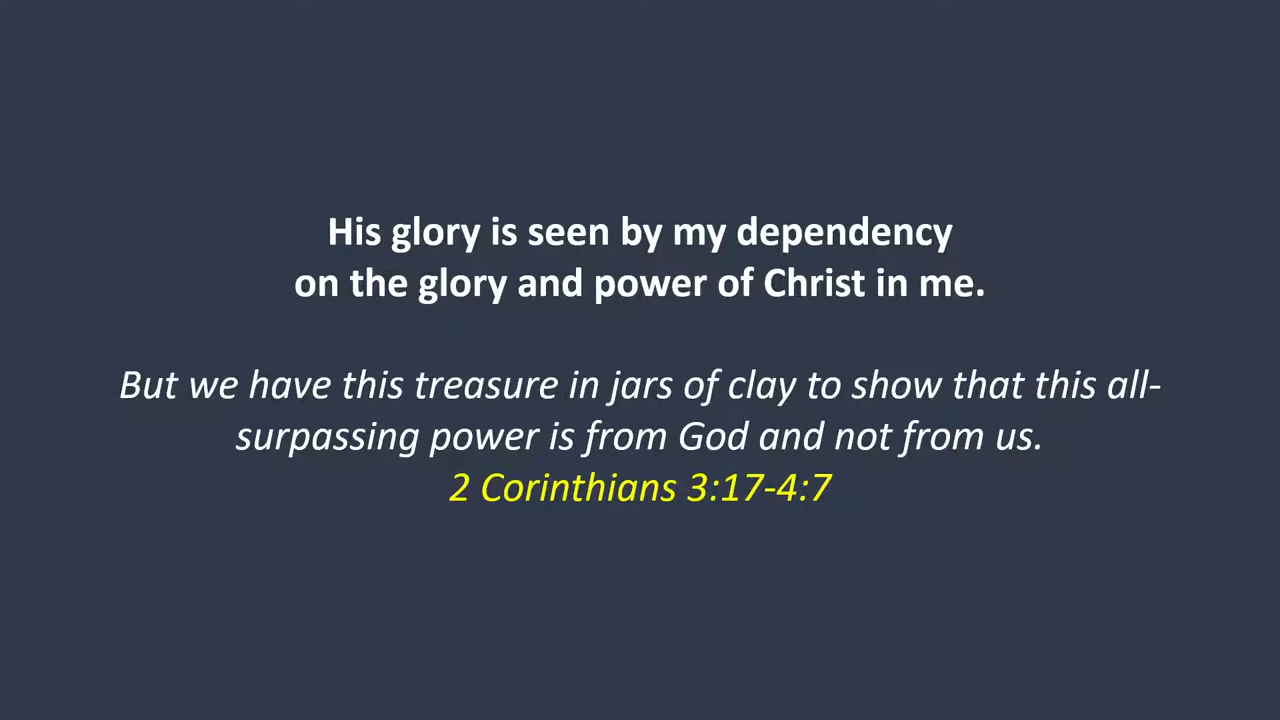 His glory is seen by my dependency
on the glory and power of Christ in me.
But we have this treasure in jars of clay to show that this all-
surpassing power is from God and not from us.
2 Corinthians 3:17-4:7